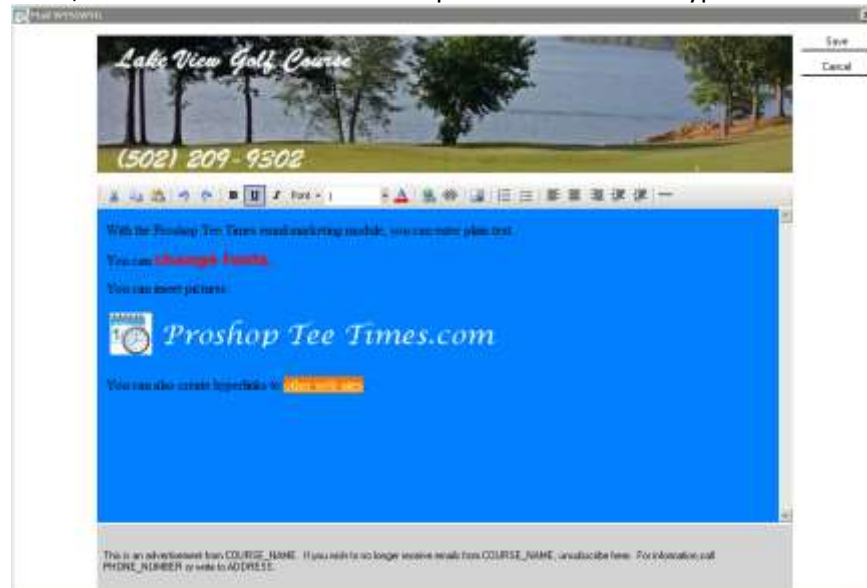 Mail WYSIWYG
Save
Cancel
Lake View Golf Course
(502) 209-9302
Font
With the Proshop Tee Times email marketing module, you can enter plain text.
You can change fonts.
You can insert pictures.
Proshop Tee Times.com
You can also create hyperlinks to other web sites
This is an advertisement from COURSE_NAME. If you wish to no longer receive emails from COURSE_NAME, unsubscribe here. For information, call
PHONE_NUMBER or write to ADDRESS.